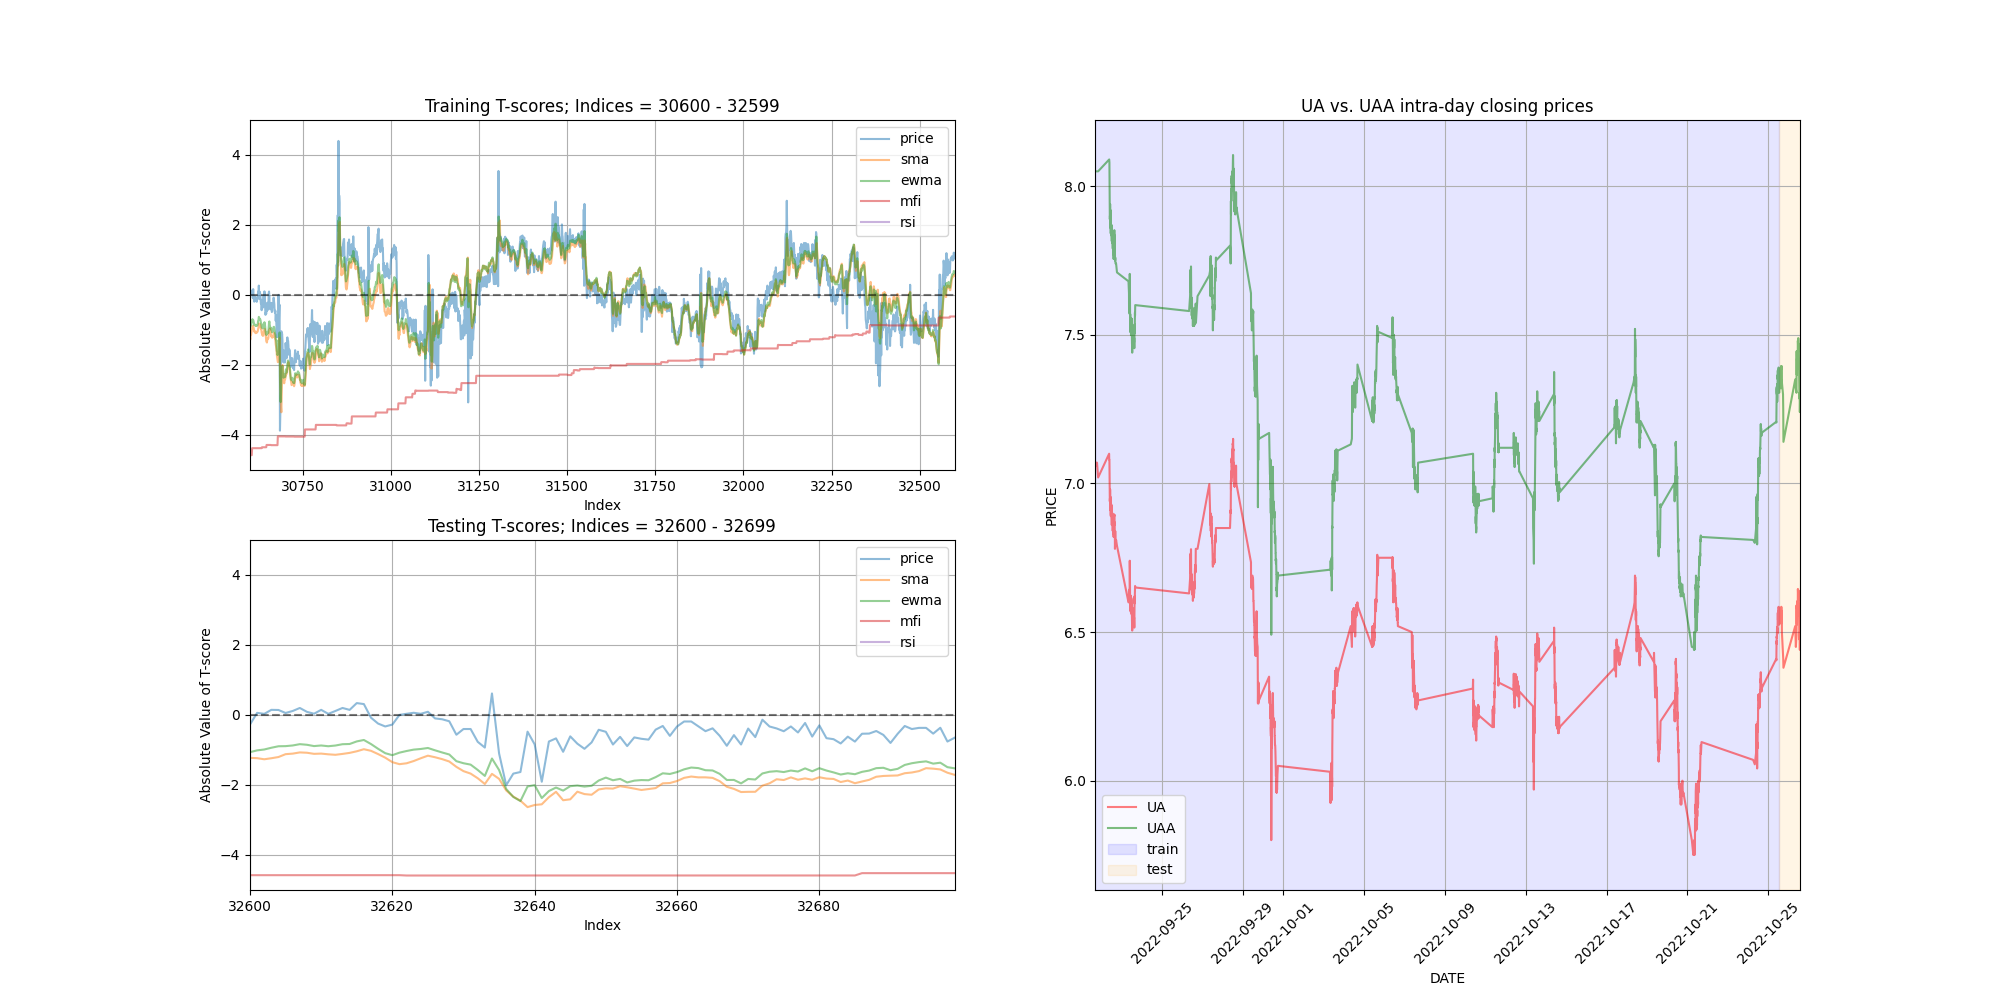 Training T-scores; Indices = 30600 - 32599
4
2
0
−2
−4
Absolute Value of T-score
price
sma
ewma
mfi
rsi
30750 31000 31250 31500 31750 32000 32250 32500
Index
Testing T-scores; Indices = 32600 - 32699
4
2
0
−2
−4
Absolute Value of T-score
price
sma
ewma
mfi
rsi
32600 32620 32640 32660 32680
Index
UA vs. UAA intra-day closing prices
8.0
7.5
7.0
6.5
6.0
PRICE
UA
UAA
train
test
2022-09-25 2022-09-29 2022-10-01 2022-10-05 2022-10-09 2022-10-13 2022-10-17 2022-10-21 2022-10-25
DATE